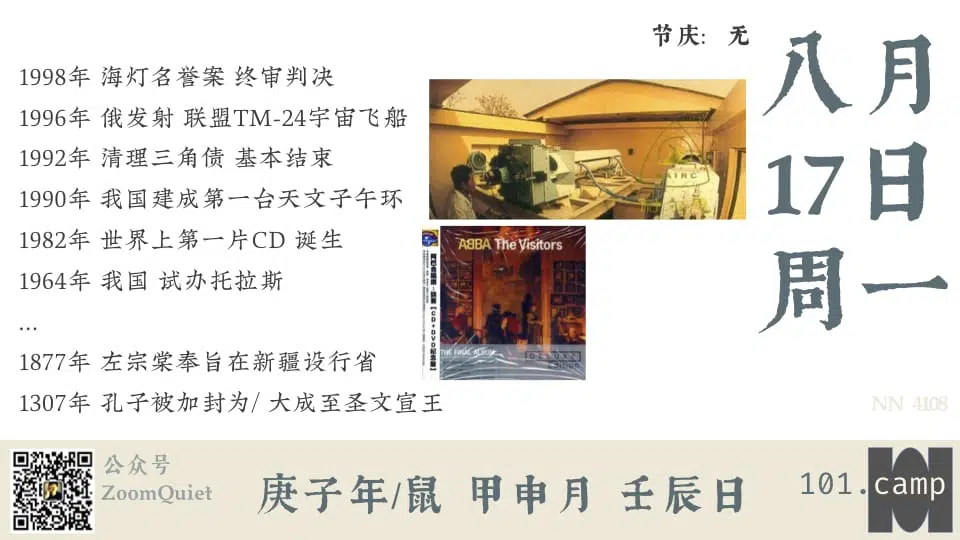 节庆: 无
八月
17日
周一
1998年 海灯名誉案 终审判决
1996年 俄发射 联盟TM-24宇宙飞船
1992年 清理三角债 基本结束
1990年 我国建成第一台天文子午环
1982年 世界上第一片CD 诞生
1964年 我国 试办托拉斯
...
1877年 左宗棠奉旨在新疆设行省
1307年 孔子被加封为/ 大成至圣文宣王
AIRC
ABBA The Visitors
THE FINAL ALBUM
NN 4108
公众号
ZoomQuiet
庚子年/鼠 甲申月 壬辰日
101.camp